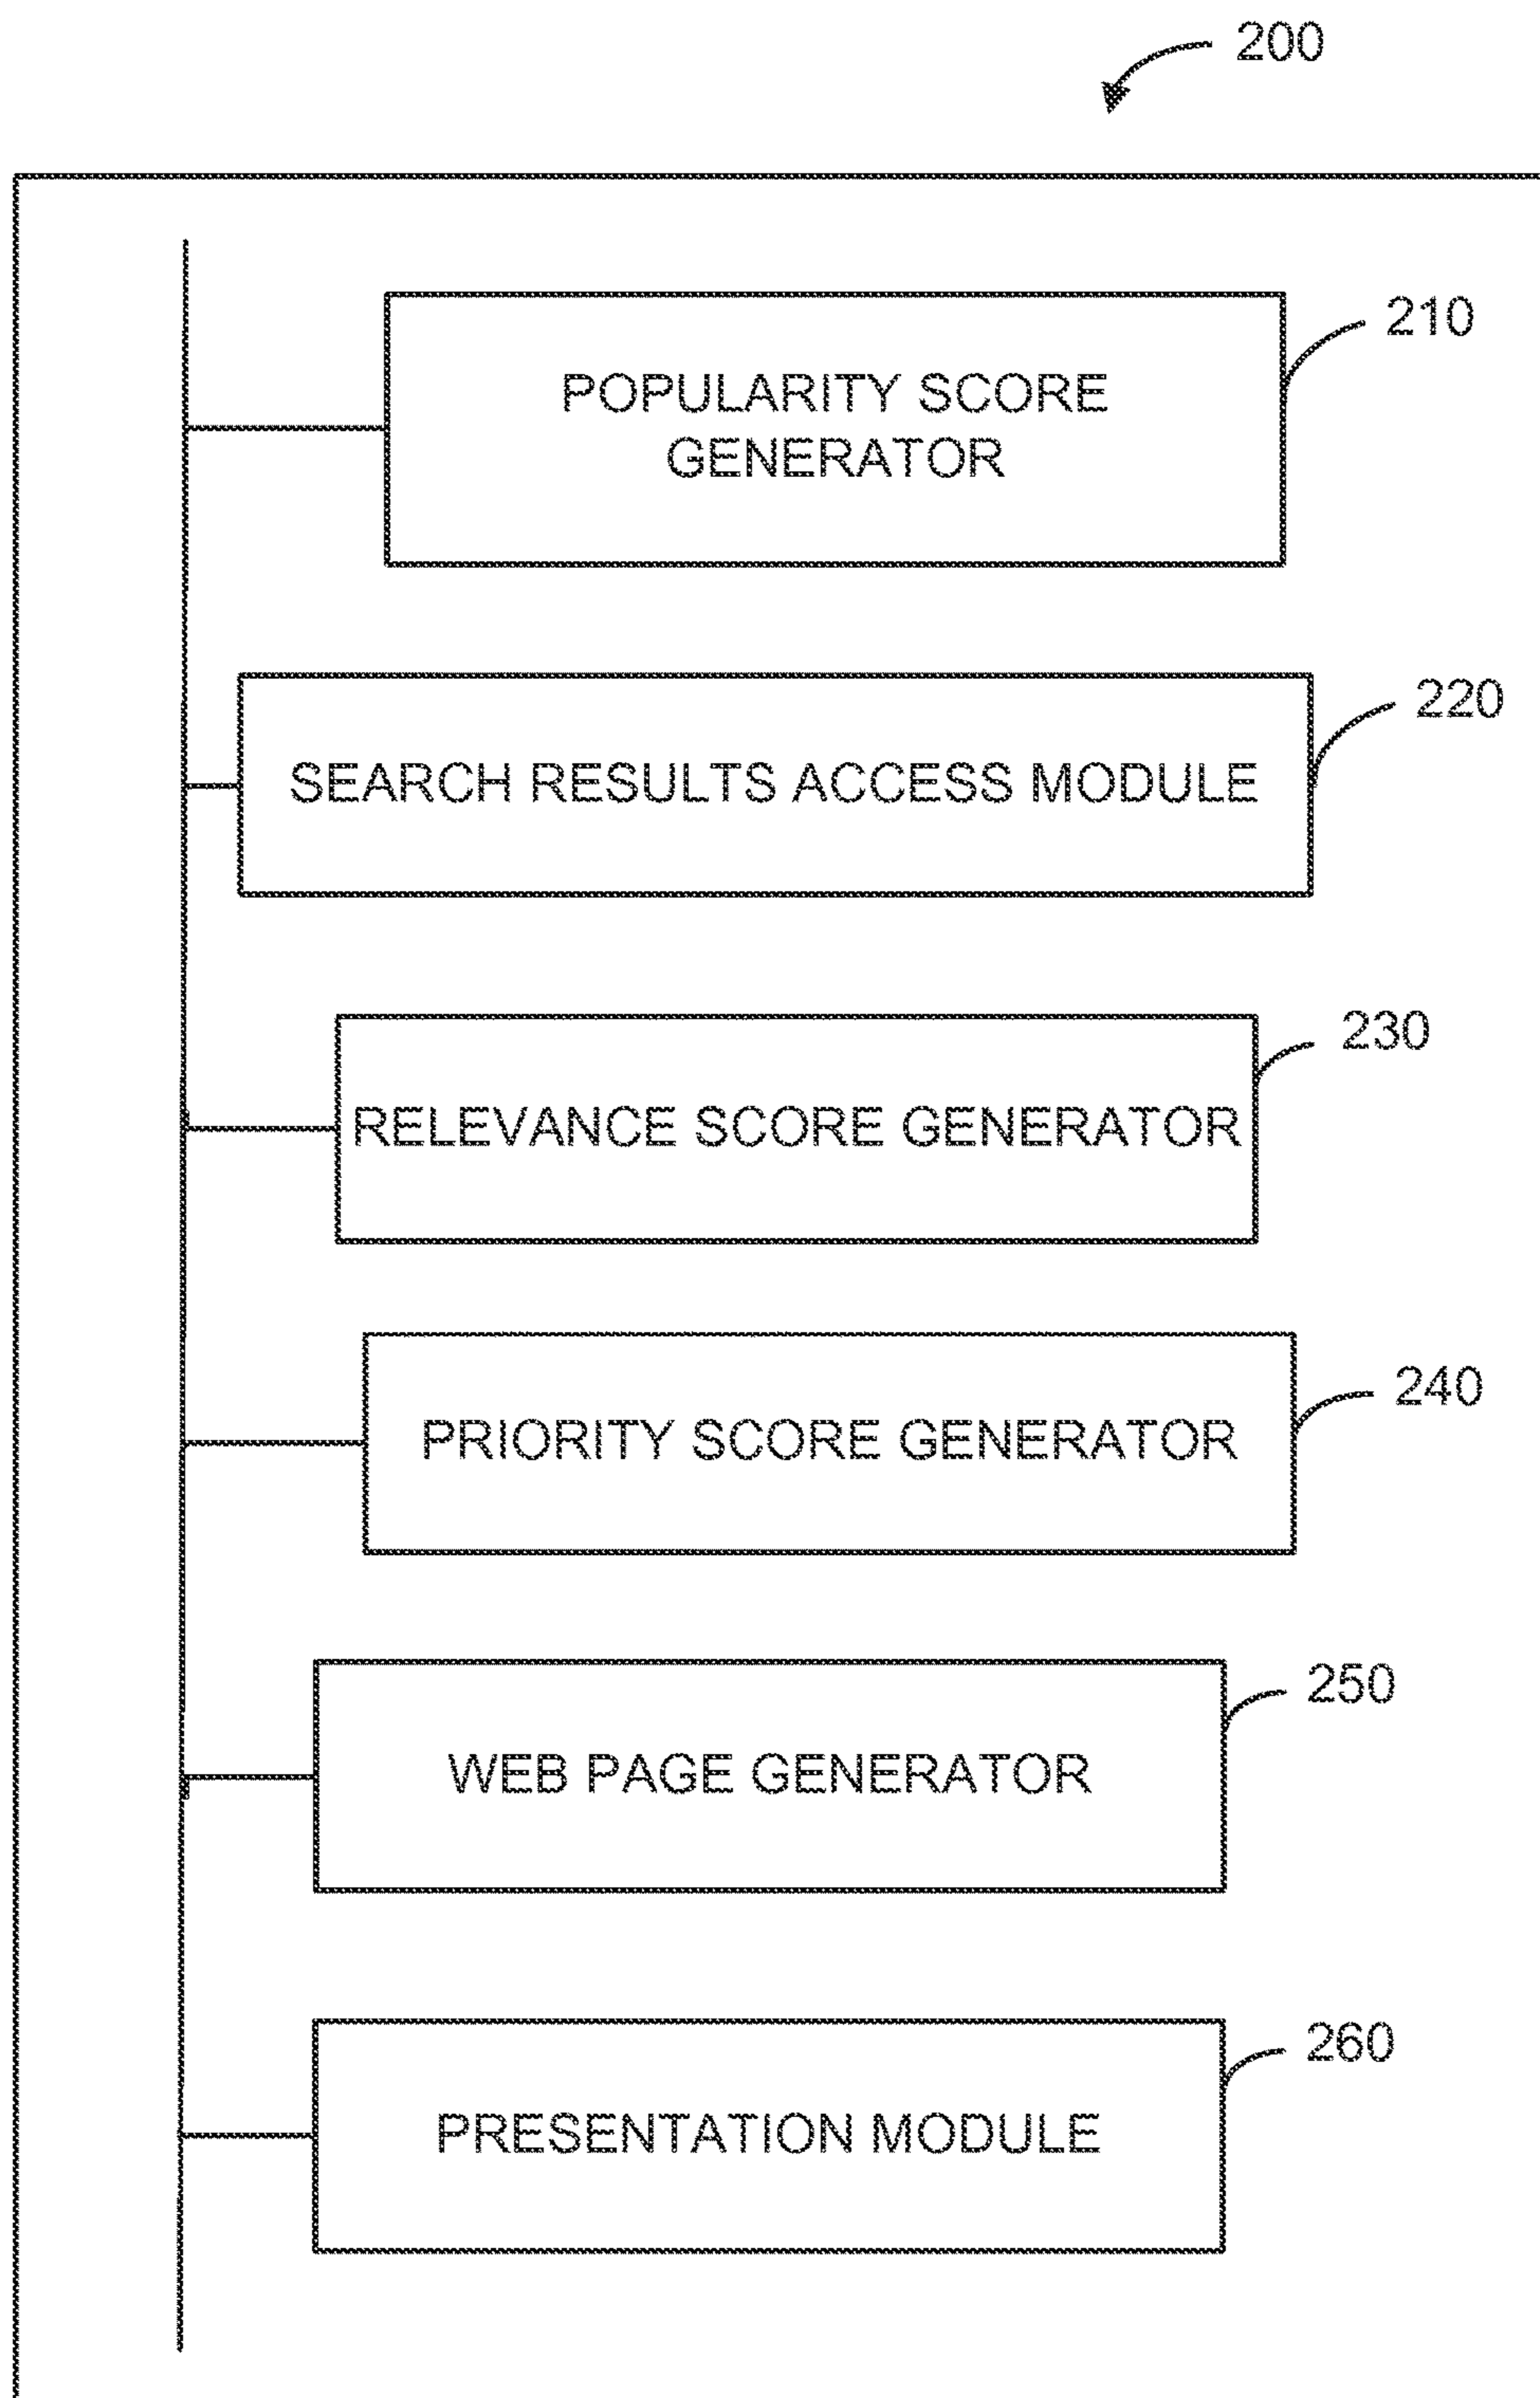 200
POPULARITY SCORE
GENERATOR
210
SEARCH RESULTS ACCESS MODULE
220
RELEVANCE SCORE GENERATOR
230
PRIORITY SCORE GENERATOR
240
WEB PAGE GENERATOR
250
PRESENTATION MODULE
260